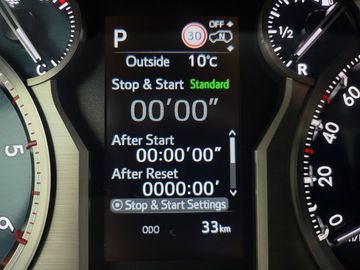 OFF
P 30
Outside 10°C
Stop & Start Standard
00'00"
After Start
00:00'00"
After Reset
0000:00'
Stop & Start Settings
ODO 33km
C
1/2
R
5
6
40
20
0